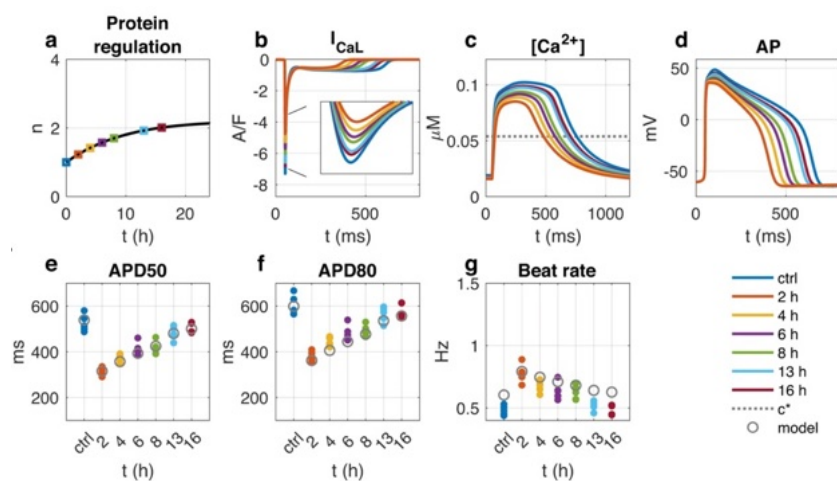 Protein
regulation
a
n
4
2
0
0
10
20
t (h)
b
I_CaL
A/F
0
-2
-4
-6
-8
0
500
t (ms)
c
[Ca²⁺]
μM
0.1
0.05
0
0
500
1000
t (ms)
d
AP
mV
50
0
-50
0
500
t (ms)
e
APD50
ms
600
400
200
ctrl
2
4
6
8
13
16
t (h)
f
APD80
ms
600
400
200
ctrl
2
4
6
8
13
16
t (h)
g
Beat rate
Hz
1.5
1
0.5
ctrl
2
4
6
8
13
16
t (h)
ctrl
2 h
4 h
6 h
8 h
13 h
16 h
c*
model